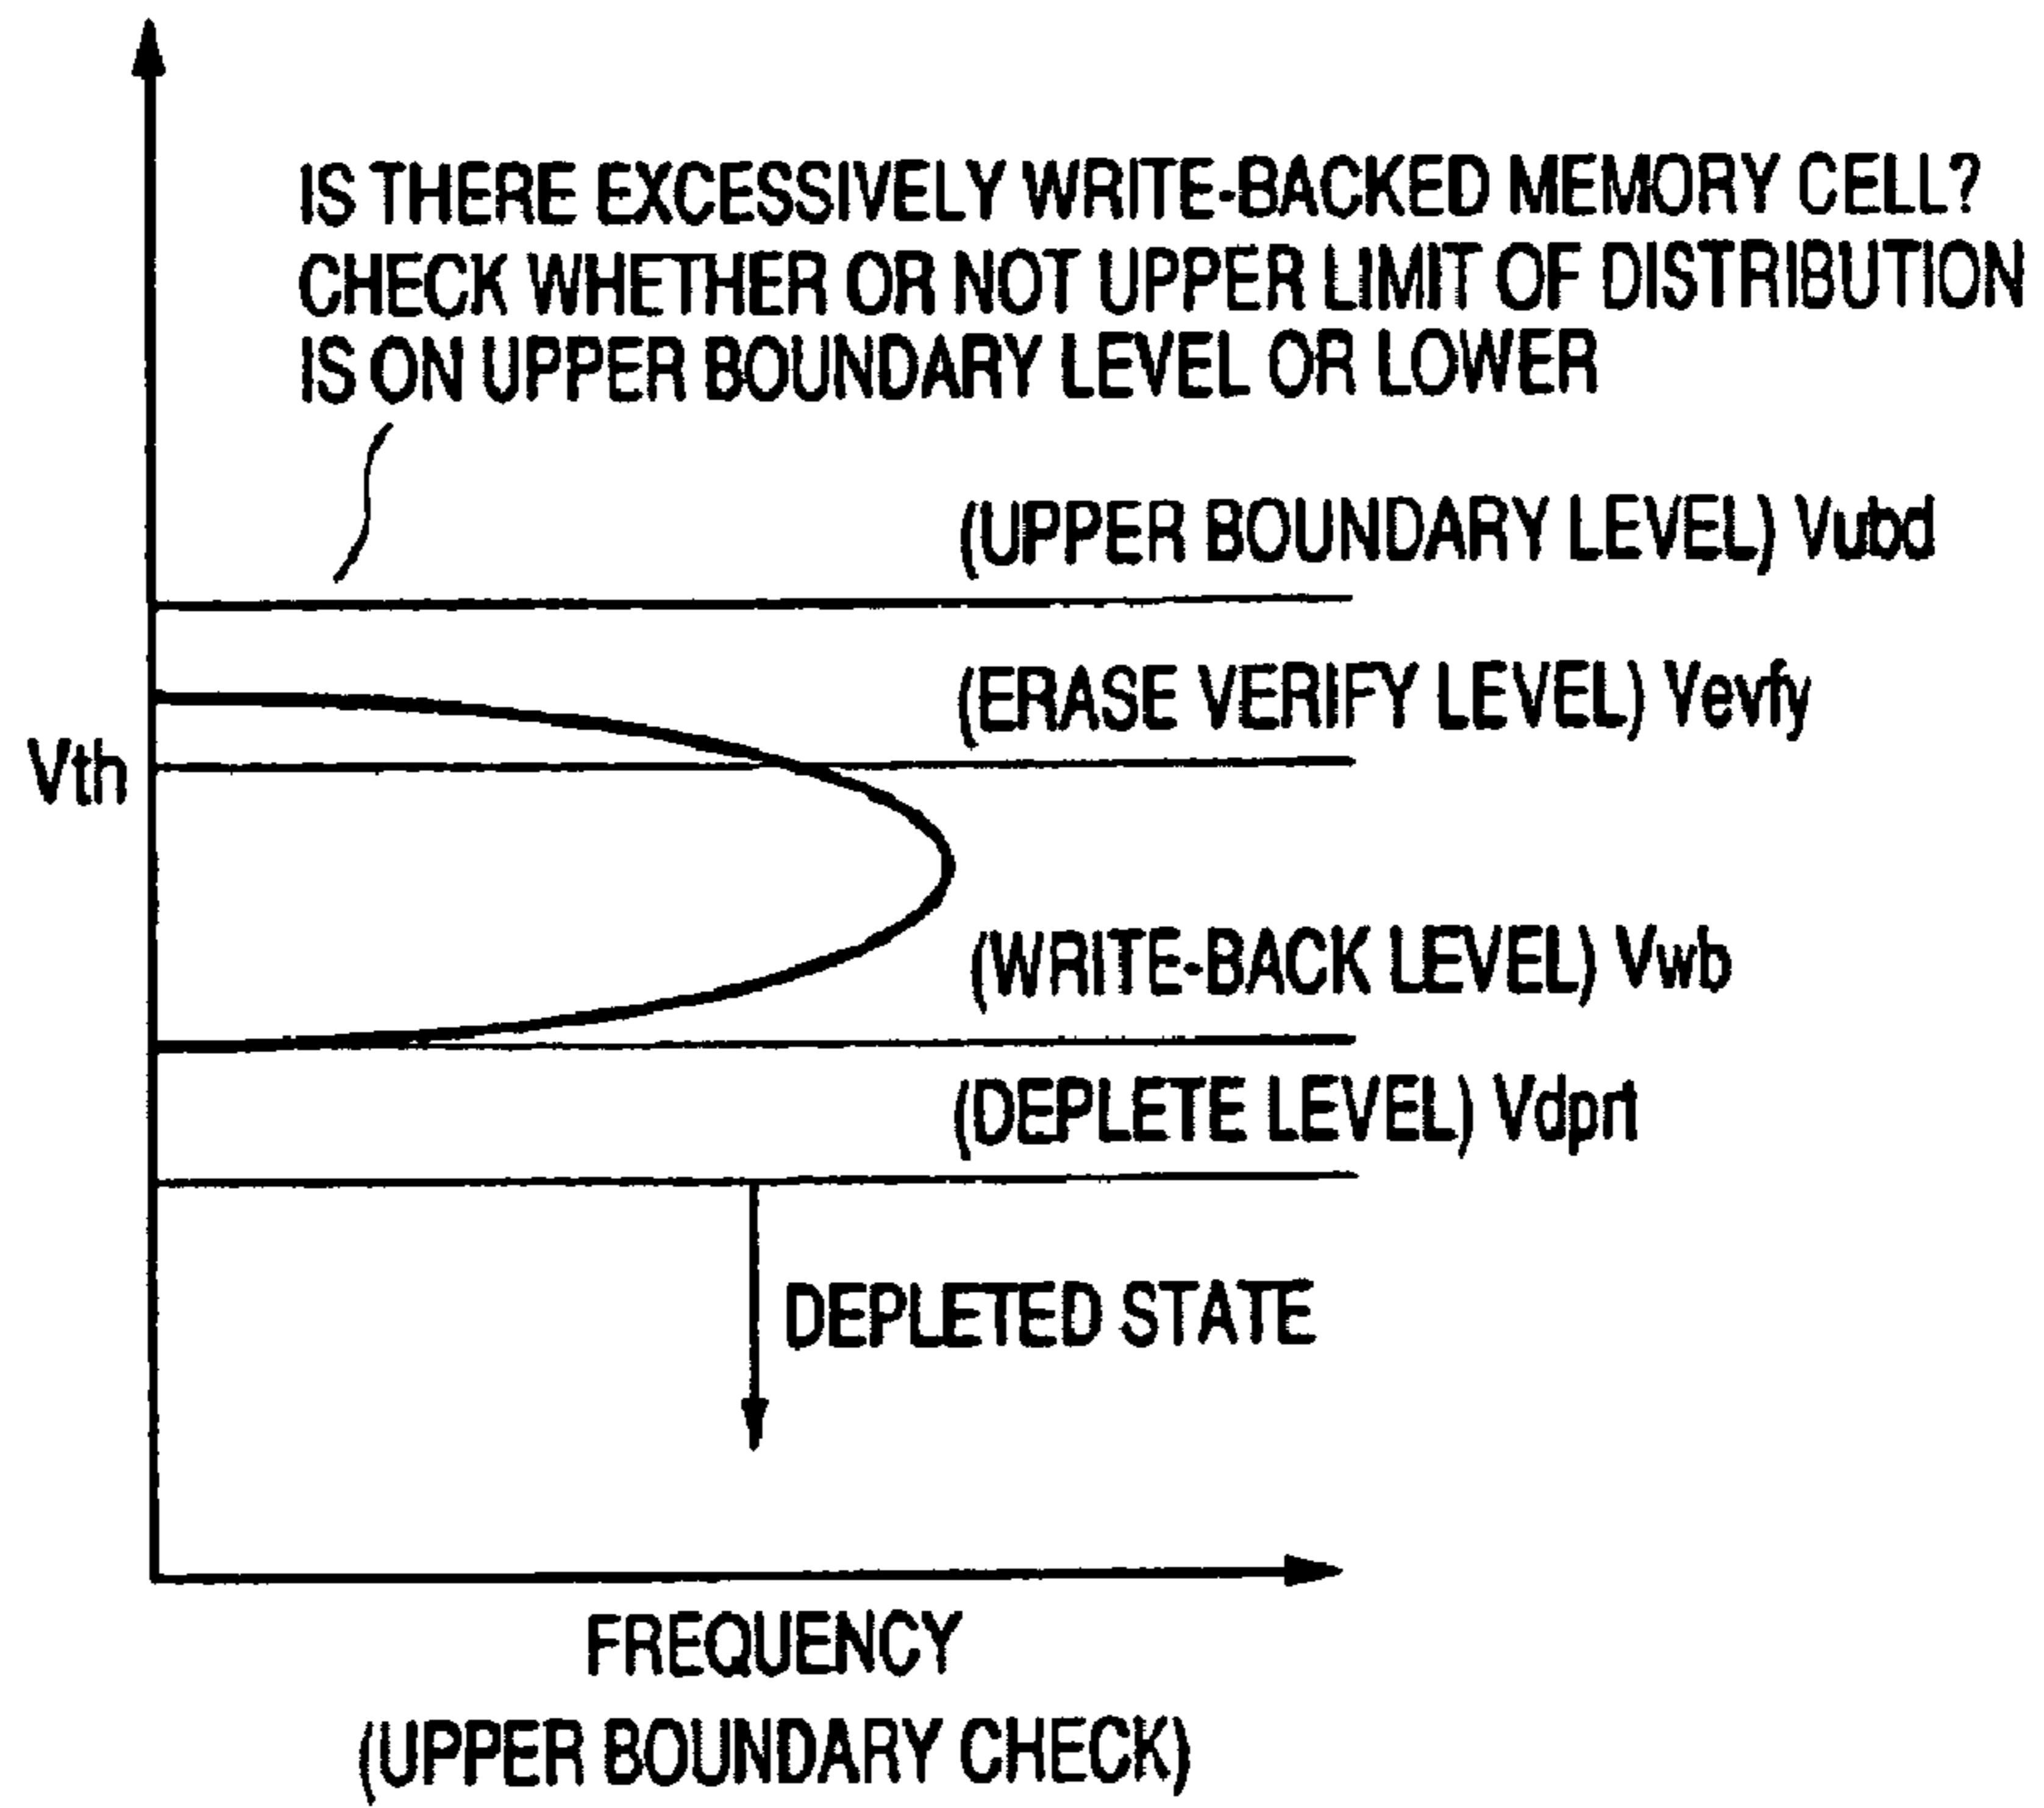 IS THERE EXCESSIVELY WRITE-BACKED MEMORY CELL?
CHECK WHETHER OR NOT UPPER LIMIT OF DISTRIBUTION
IS ON UPPER BOUNDARY LEVEL OR LOWER
(UPPER BOUNDARY LEVEL) Vubd
(ERASE VERIFY LEVEL) Vevfy
Vth
(WRITE-BACK LEVEL) Vwb
(DEPLETE LEVEL) Vdprt
DEPLETED STATE
FREQUENCY
(UPPER BOUNDARY CHECK)